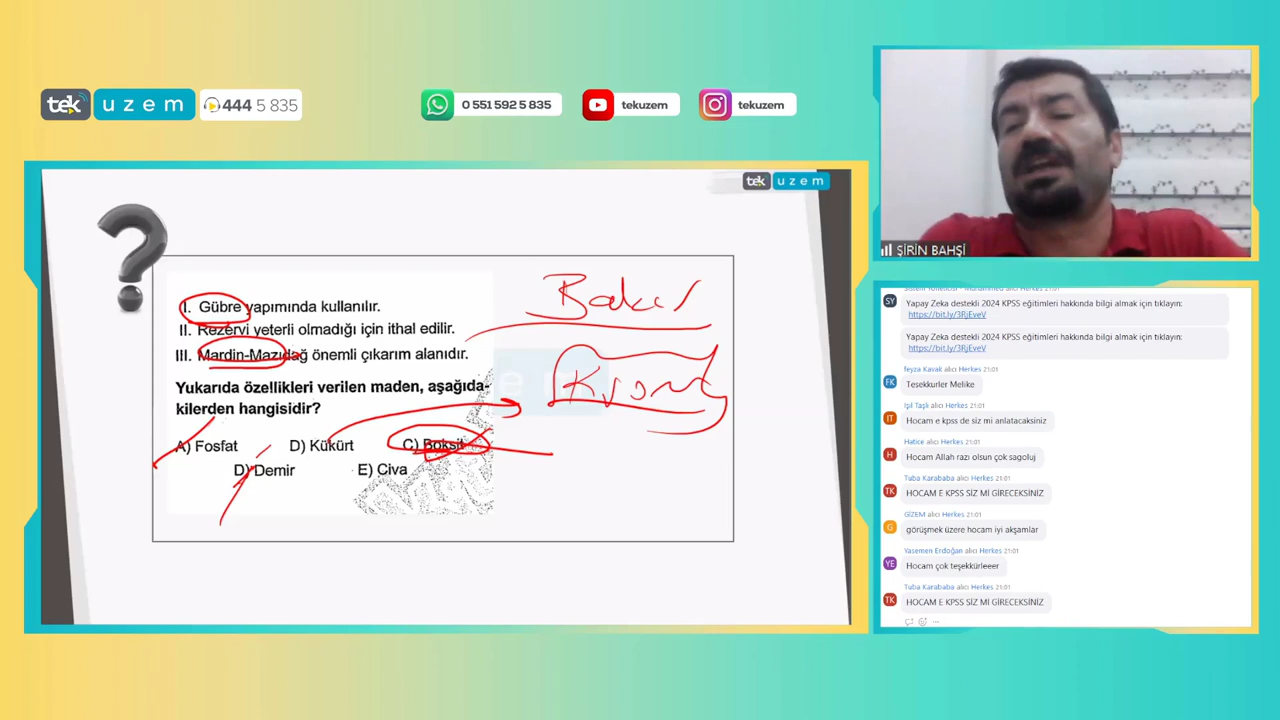 tek uzem 444 5 835
0 551 592 5 835
tekuzem
tekuzem
tek uzem
I. Gübre yapımında kullanılır.
II. Rezervi yeterli olmadığı için ithal edilir.
III. Mardin-Mazıdağ önemli çıkarım alanıdır.
Yukarıda özellikleri verilen maden, aşağıda-
kilerden hangisidir?
A) Fosfat D) Kükürt C) Boksit
D) Demir E) Civa
Bakır
Krom
ŞİRİN BAHŞİ
SY
Yapay Zeka destekli 2024 KPSS eğitimleri hakkında bilgi almak için tıklayın:
https://bit.ly/3RjEveV
Yapay Zeka destekli 2024 KPSS eğitimleri hakkında bilgi almak için tıklayın:
https://bit.ly/3RjEveV
feyza Kavak alıcı Herkes 21:01
FK Tesekkurler Melike
Işıl Taşlı alıcı Herkes 21:01
IT Hocam e kpss de siz mi anlatacaksiniz
Hatice alıcı Herkes 21:01
H Hocam Allah razı olsun çok sagoluj
Tuba Karababa alıcı Herkes 21:01
TK HOCAM E KPSS SİZ Mİ GİRECEKSİNİZ
GİZEM alıcı Herkes 21:01
G görüşmek üzere hocam iyi akşamlar
Yasemen Erdoğan alıcı Herkes 21:01
YE Hocam çok teşekkürleeer
Tuba Karababa alıcı Herkes 21:01
TK HOCAM E KPSS SİZ Mİ GİRECEKSİNİZ